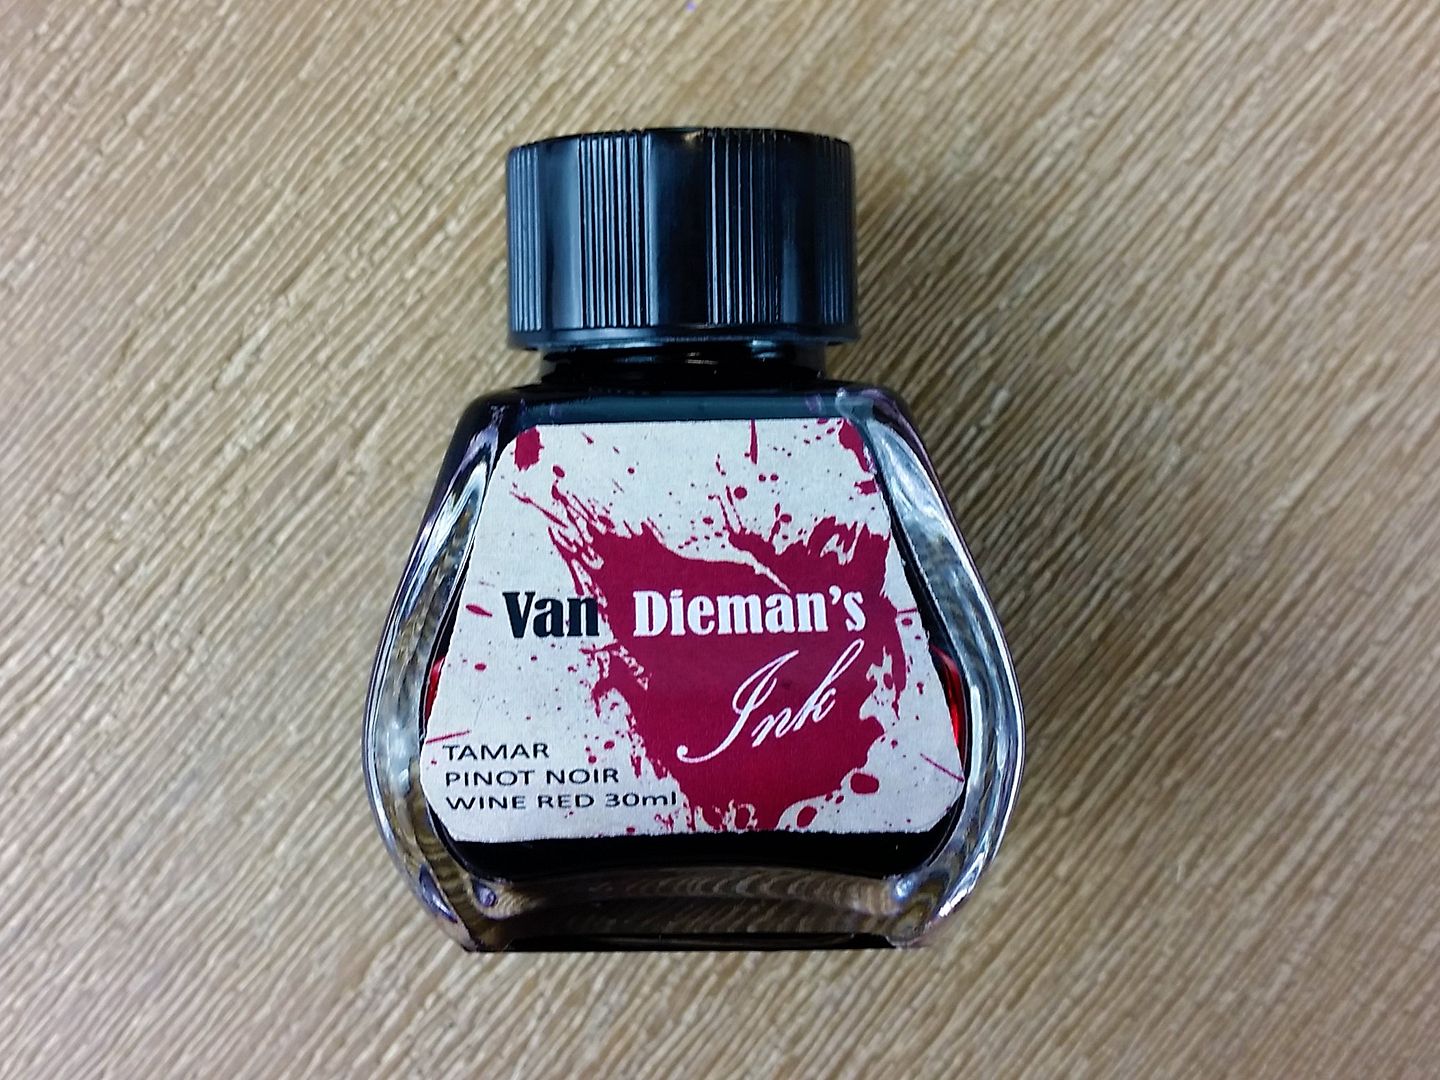 Van Dieman's
Ink
TAMAR
PINOT NOIR
WINE RED 30ml